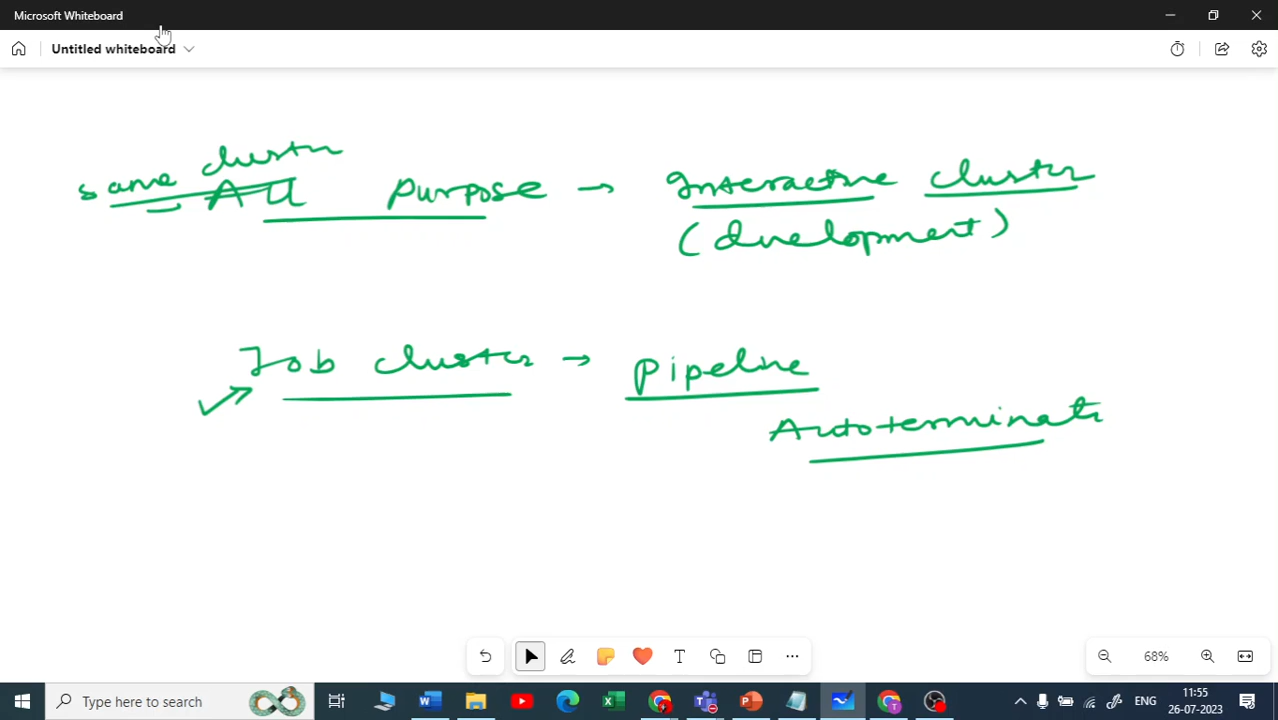 Microsoft Whiteboard
Untitled whiteboard
same cluster
All purpose → Interactive cluster
(development)
Job cluster → pipeline
Autoterminate
68%
Type here to search
ENG
11:55
26-07-2023